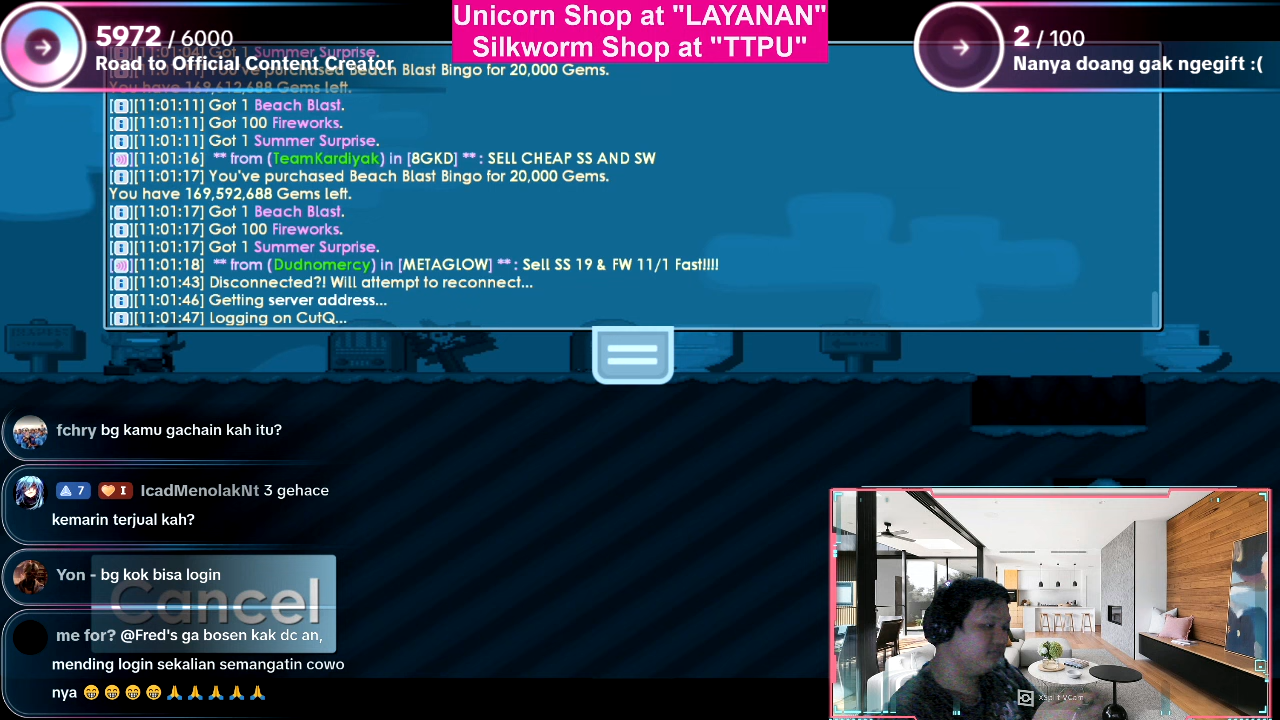 5972 / 6000
Road to Official Content Creator
Unicorn Shop at "LAYANAN"
Silkworm Shop at "TTPU"
2 / 100
Nanya doang gak ngegift :(
Got 1 Summer Surprise.
You've purchased Beach Blast Bingo for 20,000 Gems.
You have 169,612,688 Gems left.
[11:01:11] Got 1 Beach Blast.
[11:01:11] Got 100 Fireworks.
[11:01:11] Got 1 Summer Surprise.
[11:01:16] ** from (TeamKardiyak) in [8GKD] ** : SELL CHEAP SS AND SW
[11:01:17] You've purchased Beach Blast Bingo for 20,000 Gems.
You have 169,592,688 Gems left.
[11:01:17] Got 1 Beach Blast.
[11:01:17] Got 100 Fireworks.
[11:01:17] Got 1 Summer Surprise.
[11:01:18] ** from (Dudnomercy) in [METAGLOW] ** : Sell SS 19 & FW 11/1 Fast!!!!
[11:01:43] Disconnected?! Will attempt to reconnect...
[11:01:46] Getting server address...
[11:01:47] Logging on CutQ...
fchry bg kamu gachain kah itu?
7 I IcadMenolakNt 3 gehace
kemarin terjual kah?
Yon - bg kok bisa login
Cancel
me for? @Fred's ga bosen kak dc an,
mending login sekalian semangatin cowo
nya 😁😁😁😁🙏🙏🙏🙏🙏
XSplit VCam